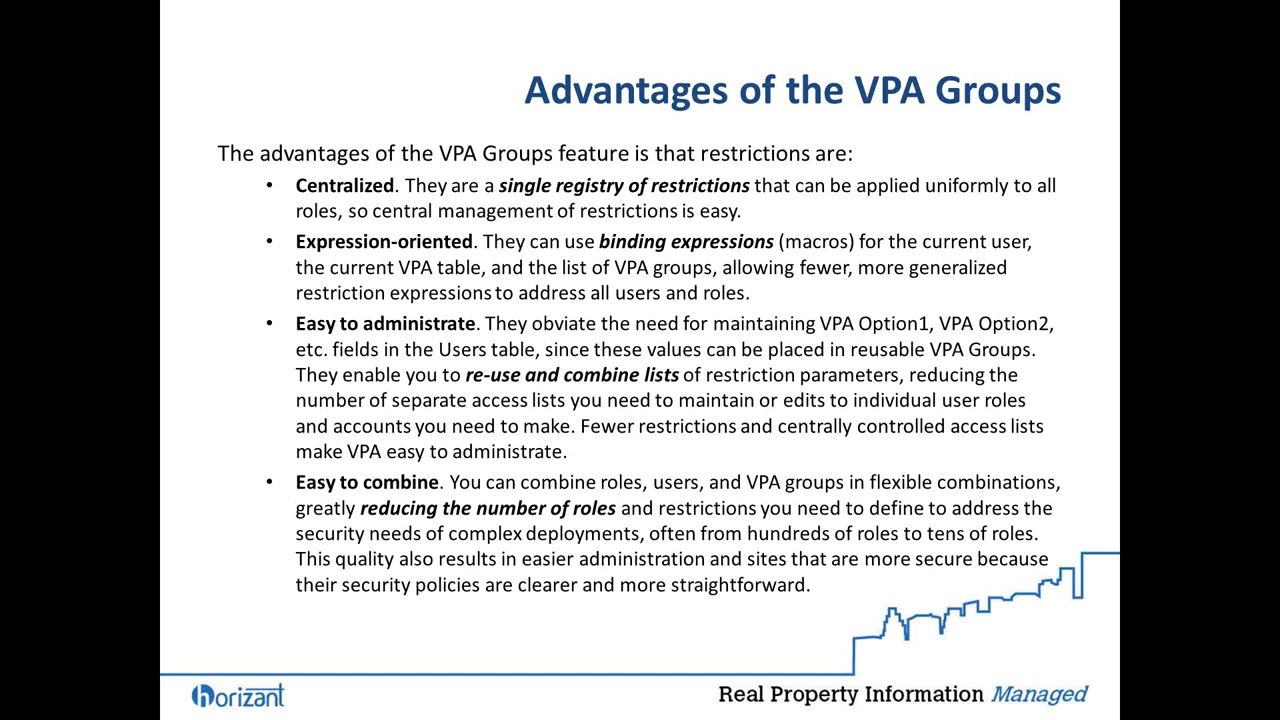 Advantages of the VPA Groups
The advantages of the VPA Groups feature is that restrictions are:
• Centralized. They are a single registry of restrictions that can be applied uniformly to all
roles, so central management of restrictions is easy.
• Expression-oriented. They can use binding expressions (macros) for the current user,
the current VPA table, and the list of VPA groups, allowing fewer, more generalized
restriction expressions to address all users and roles.
• Easy to administrate. They obviate the need for maintaining VPA Option1, VPA Option2,
etc. fields in the Users table, since these values can be placed in reusable VPA Groups.
They enable you to re-use and combine lists of restriction parameters, reducing the
number of separate access lists you need to maintain or edits to individual user roles
and accounts you need to make. Fewer restrictions and centrally controlled access lists
make VPA easy to administrate.
• Easy to combine. You can combine roles, users, and VPA groups in flexible combinations,
greatly reducing the number of roles and restrictions you need to define to address the
security needs of complex deployments, often from hundreds of roles to tens of roles.
This quality also results in easier administration and sites that are more secure because
their security policies are clearer and more straightforward.
horizant
Real Property Information Managed